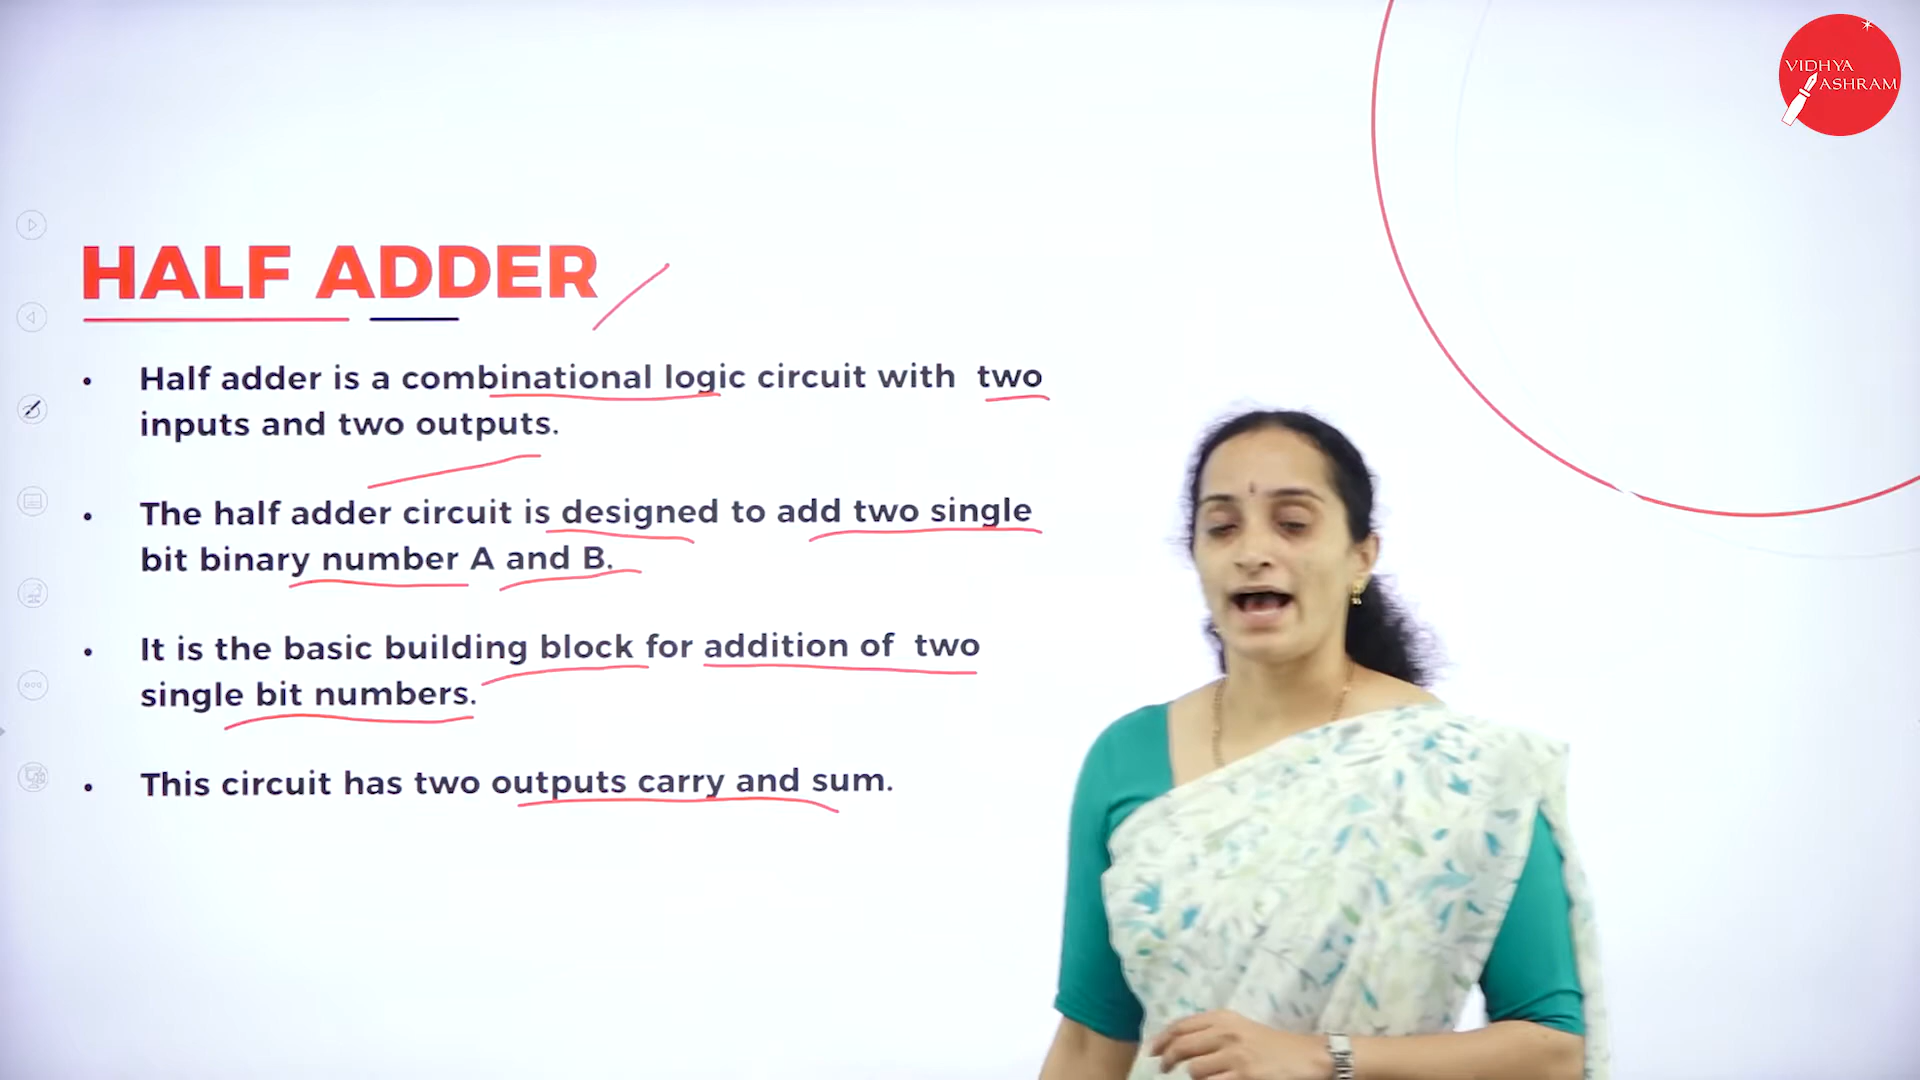 VIDHYA
ASHRAM
HALF ADDER
• Half adder is a combinational logic circuit with two
inputs and two outputs.
• The half adder circuit is designed to add two single
bit binary number A and B.
• It is the basic building block for addition of two
single bit numbers.
• This circuit has two outputs carry and sum.